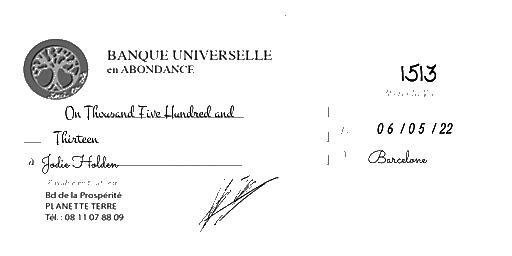 BANQUE UNIVERSELLE
en ABONDANCE
1513
On Thousand Five Hundred and
06/05/22
Thirteen
à Jodie Holden
Barcelone
Bd de la Prospérité
PLANETTE TERRE
Tél. : 08 11 07 88 09